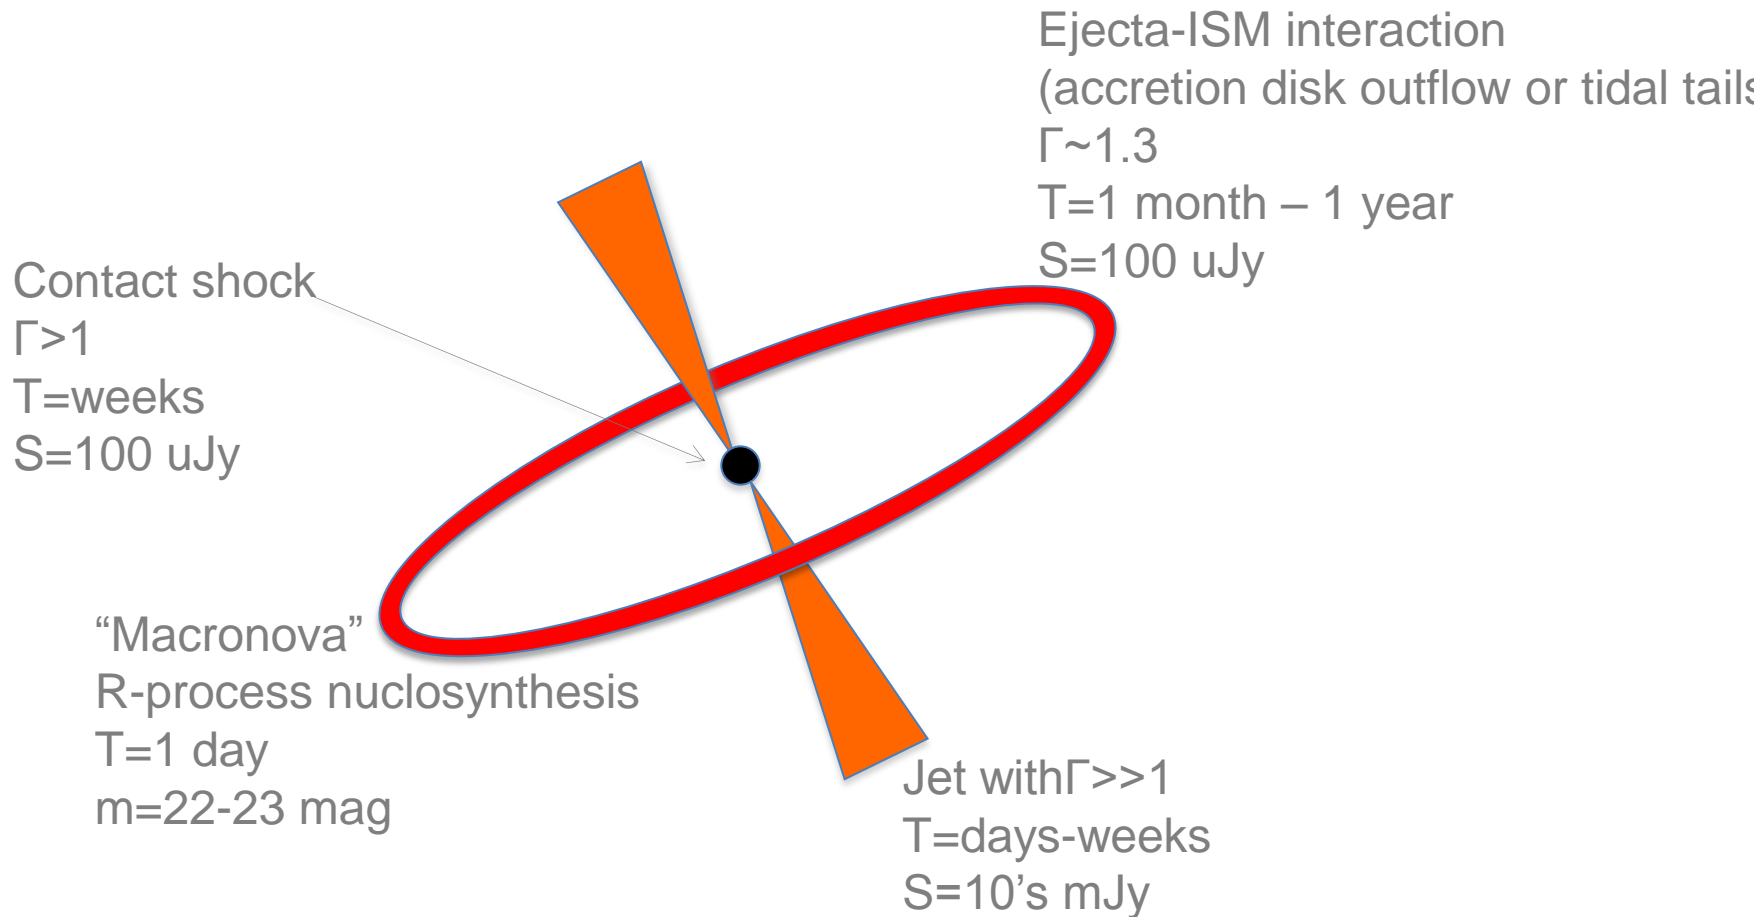 Ejecta-ISM interaction
(accretion disk outflow or tidal tails
Γ~1.3
T=1 month – 1 year
S=100 uJy
Contact shock
Γ>1
T=weeks
S=100 uJy
“Macronova”
R-process nuclosynthesis
T=1 day
m=22-23 mag
Jet withΓ>>1
T=days-weeks
S=10’s mJy